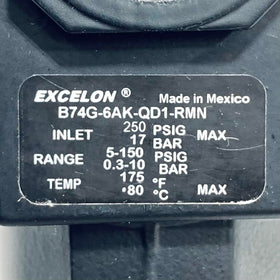 EXCELON ® Made in Mexico
B74G-6AK-QD1-RMN
INLET 250 PSIG MAX
17 BAR
RANGE 5-150 PSIG
0.3-10 BAR
TEMP 175 °F
•80 °C MAX